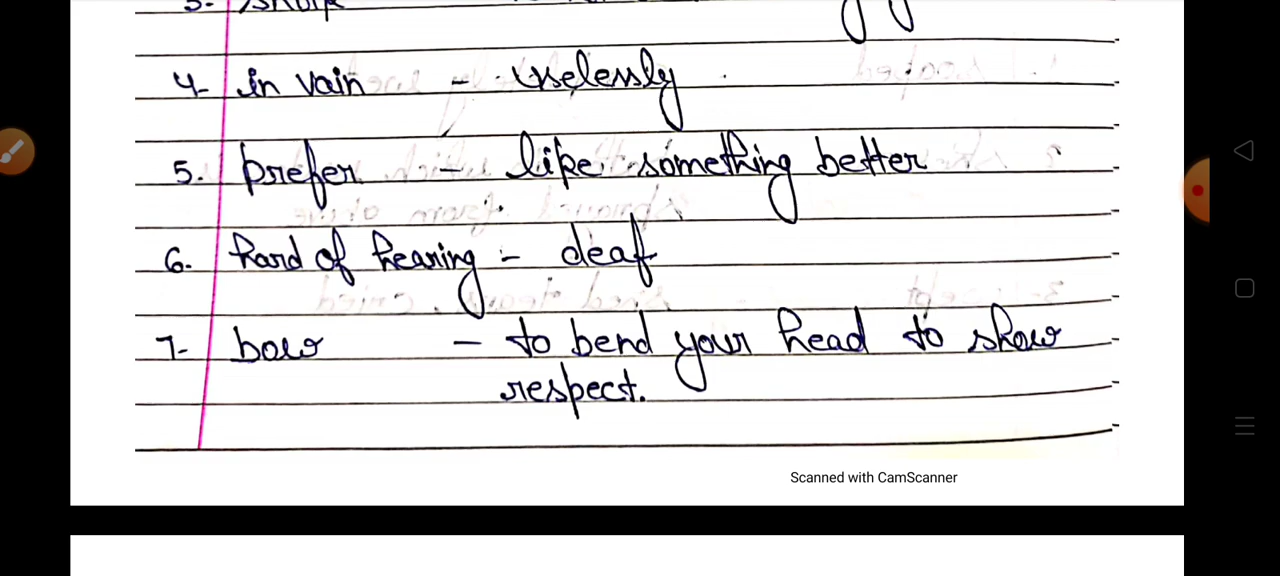 4- in vain - uselessly
5. prefer - like something better
6. hard of hearing - deaf
7- bow - to bend your head to show
respect.
Scanned with CamScanner